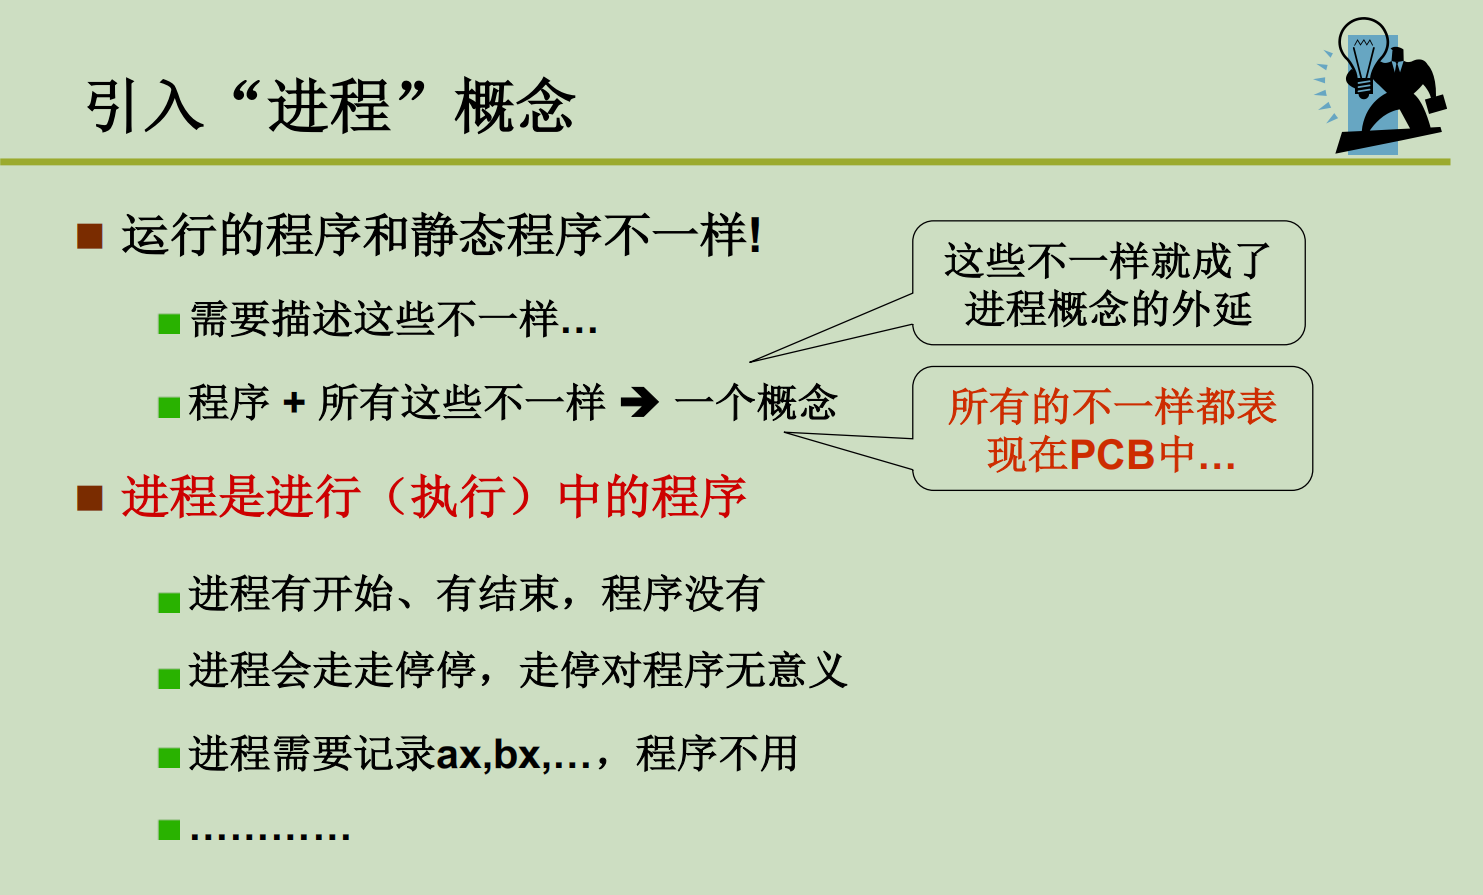 引入“进程”概念
运行的程序和静态程序不一样!
需要描述这些不一样…
程序 + 所有这些不一样 ➔ 一个概念
这些不一样就成了
进程概念的外延
所有的不一样都表
现在PCB中…
进程是进行（执行）中的程序
进程有开始、有结束，程序没有
进程会走走停停，走停对程序无意义
进程需要记录ax,bx,…，程序不用
…………